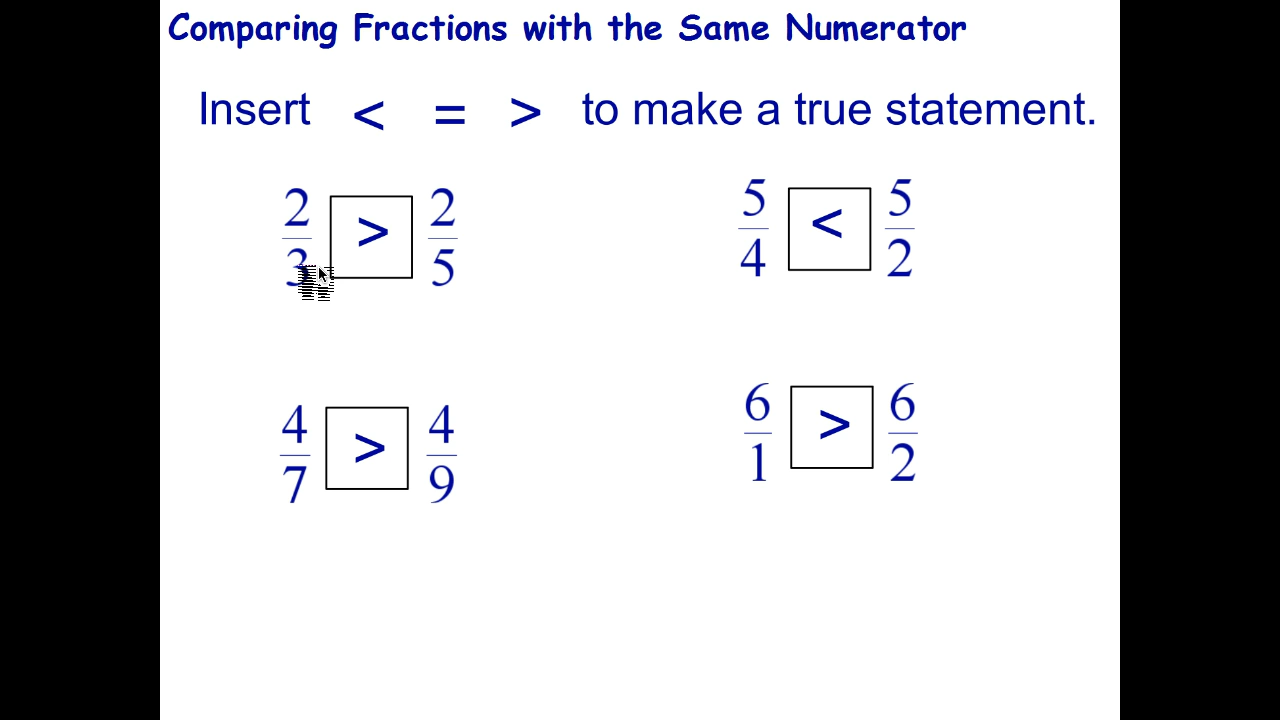 Comparing Fractions with the Same Numerator
Insert < = > to make a true statement.
2/3 > 2/5
5/4 < 5/2
4/7 > 4/9
6/1 > 6/2